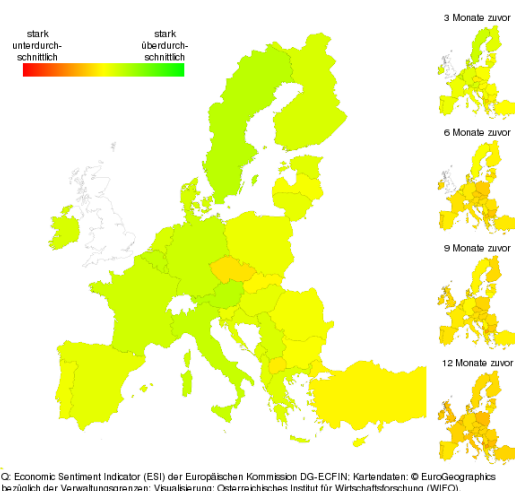 stark
unterdurch-
schnittlich
stark
überdurch-
schnittlich
3 Monate zuvor
6 Monate zuvor
9 Monate zuvor
12 Monate zuvor
Q: Economic Sentiment Indicator (ESI) der Europäischen Kommission DG-ECFIN; Kartendaten: © EuroGeographics
bezüglich der Verwaltungsgrenzen; Visualisierung: Österreichisches Institut für Wirtschaftsforschung (WIFO)